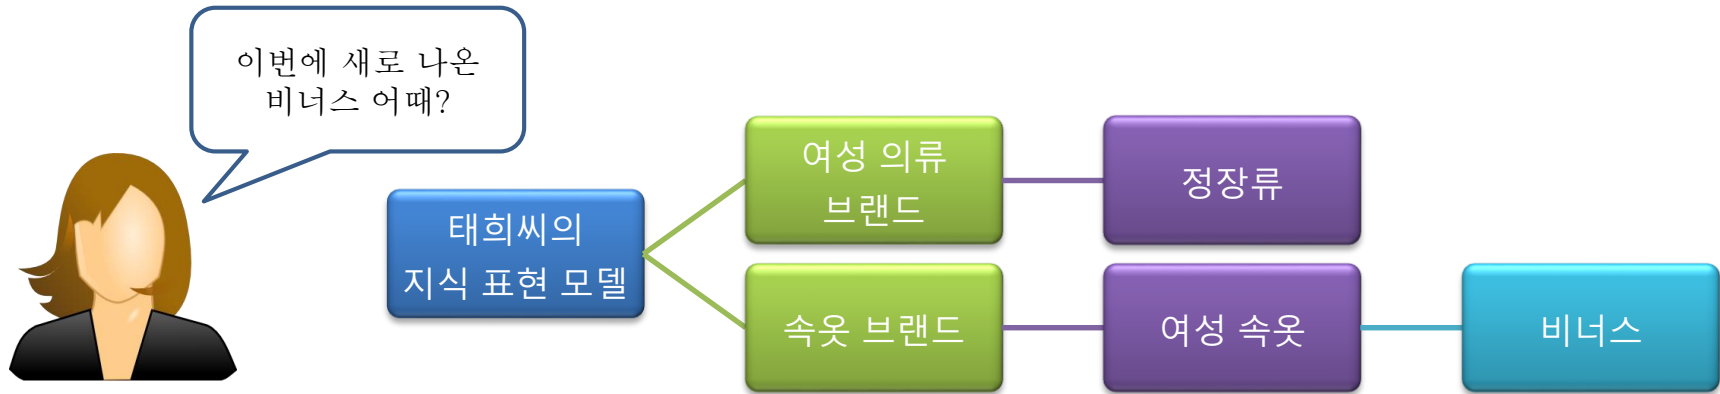 이번에 새로 나온
비너스 어때?
태희씨의
지식 표현 모델
여성 의류
브랜드
정장류
속옷 브랜드
여성 속옷
비너스